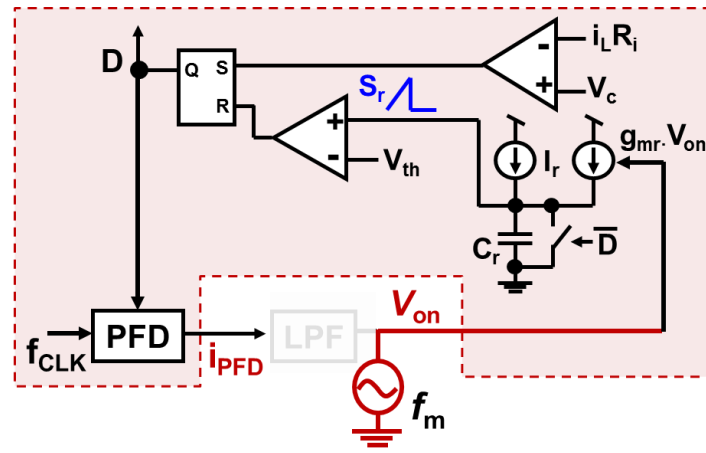 i_L R_i
D
Q
S
R
S_r
-
+
V_c
+
-
V_th
I_r
g_mr.V_on
C_r
D̅
V_on
PFD
LPF
f_CLK
i_PFD
f_m